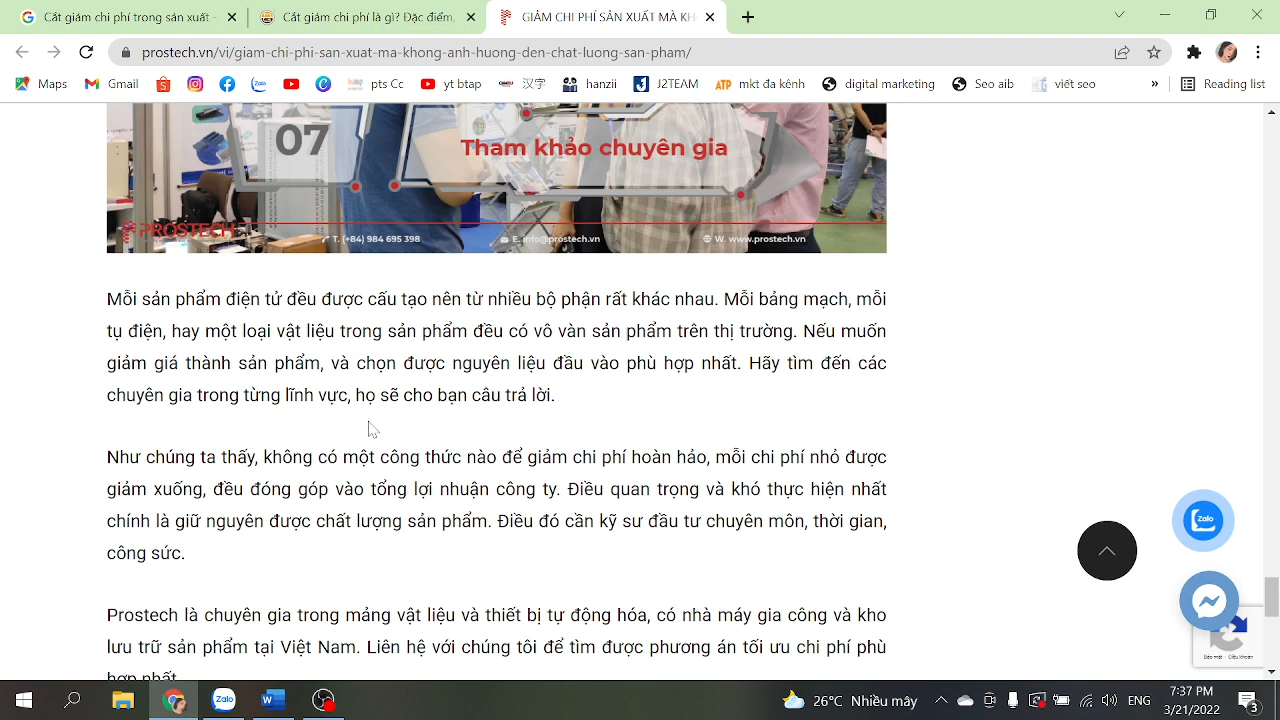 Cắt giảm chi phí trong sản xuất -
Cắt giảm chi phí là gì? Đặc điểm,
GIẢM CHI PHÍ SẢN XUẤT MÀ KH
prostech.vn/vi/giam-chi-phi-san-xuat-ma-khong-anh-huong-den-chat-luong-san-pham/
Maps
Gmail
pts Cc
yt btap
汉字
hanzii
J2TEAM
mkt đa kênh
digital marketing
Seo aib
viết seo
»
Reading list
07
Tham khảo chuyên gia
PROSTECH
T. (+84) 984 695 398
E. info@prostech.vn
W. www.prostech.vn
Mỗi sản phẩm điện tử đều được cấu tạo nên từ nhiều bộ phận rất khác nhau. Mỗi bảng mạch, mỗi
tụ điện, hay một loại vật liệu trong sản phẩm đều có vô vàn sản phẩm trên thị trường. Nếu muốn
giảm giá thành sản phẩm, và chọn được nguyên liệu đầu vào phù hợp nhất. Hãy tìm đến các
chuyên gia trong từng lĩnh vực, họ sẽ cho bạn câu trả lời.
Như chúng ta thấy, không có một công thức nào để giảm chi phí hoàn hảo, mỗi chi phí nhỏ được
giảm xuống, đều đóng góp vào tổng lợi nhuận công ty. Điều quan trọng và khó thực hiện nhất
chính là giữ nguyên được chất lượng sản phẩm. Điều đó cần kỹ sư đầu tư chuyên môn, thời gian,
công sức.
Prostech là chuyên gia trong mảng vật liệu và thiết bị tự động hóa, có nhà máy gia công và kho
lưu trữ sản phẩm tại Việt Nam. Liên hệ với chúng tôi để tìm được phương án tối ưu chi phí phù
hợp nhất.
Zalo
Bảo mật - Điều khoản
Zalo
26°C Nhiều mây
ENG
7:37 PM
3/21/2022
3